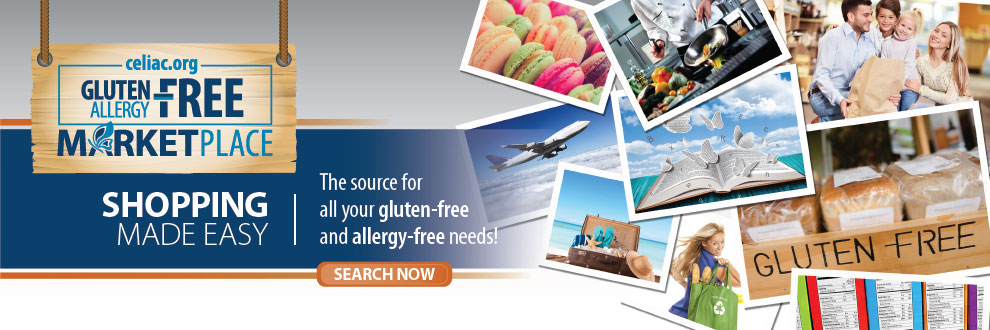 celiac.org
GLUTEN
ALLERGY
-FREE
MARKETPLACE
SHOPPING
MADE EASY
The source for
all your gluten-free
and allergy-free needs!
SEARCH NOW
GLUTEN-FREE